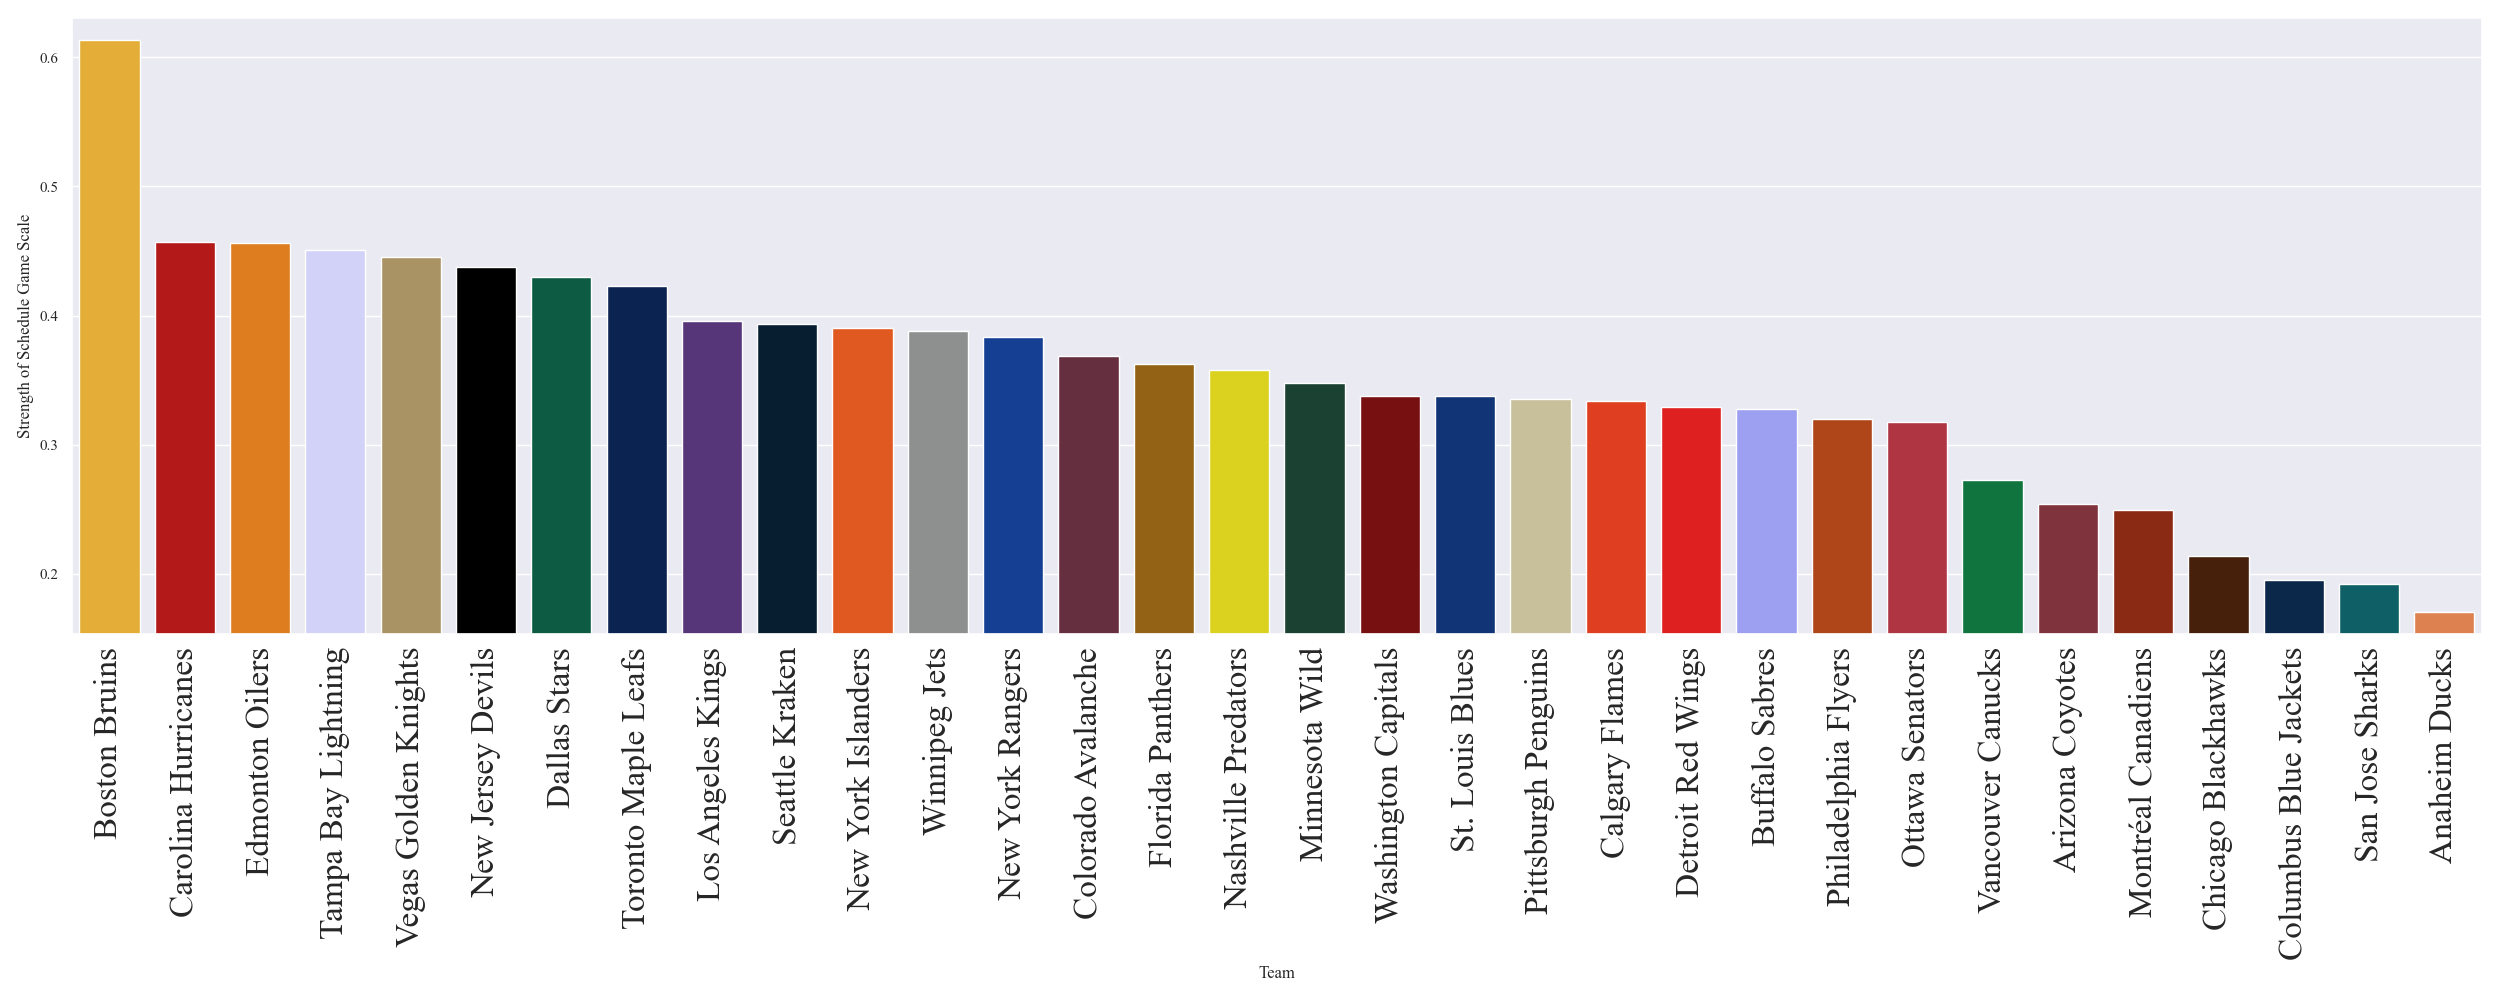 0.6
0.5
0.4
0.3
0.2
Strength of Schedule Game Scale
Boston Bruins
Carolina Hurricanes
Edmonton Oilers
Tampa Bay Lightning
Vegas Golden Knights
New Jersey Devils
Dallas Stars
Toronto Maple Leafs
Los Angeles Kings
Seattle Kraken
New York Islanders
Winnipeg Jets
New York Rangers
Colorado Avalanche
Florida Panthers
Nashville Predators
Minnesota Wild
Washington Capitals
St. Louis Blues
Pittsburgh Penguins
Calgary Flames
Detroit Red Wings
Buffalo Sabres
Philadelphia Flyers
Ottawa Senators
Vancouver Canucks
Arizona Coyotes
Montréal Canadiens
Chicago Blackhawks
Columbus Blue Jackets
San Jose Sharks
Anaheim Ducks
Team